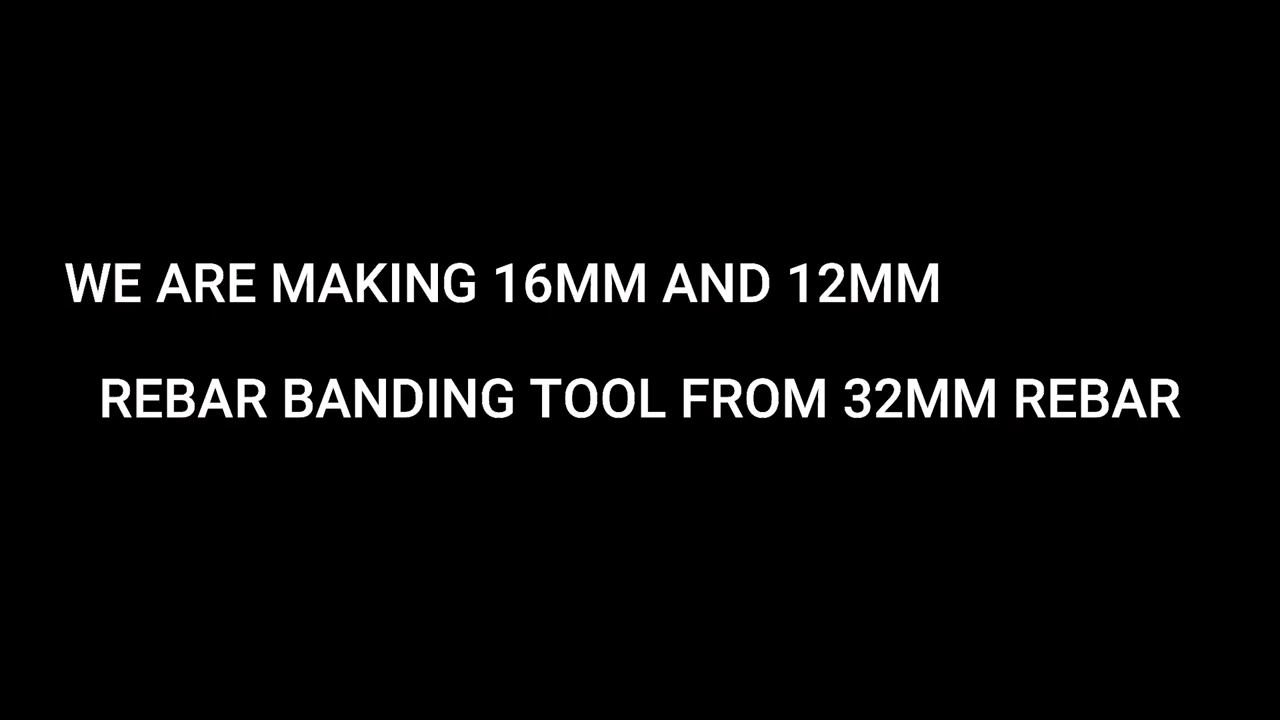 WE ARE MAKING 16MM AND 12MM
REBAR BANDING TOOL FROM 32MM REBAR